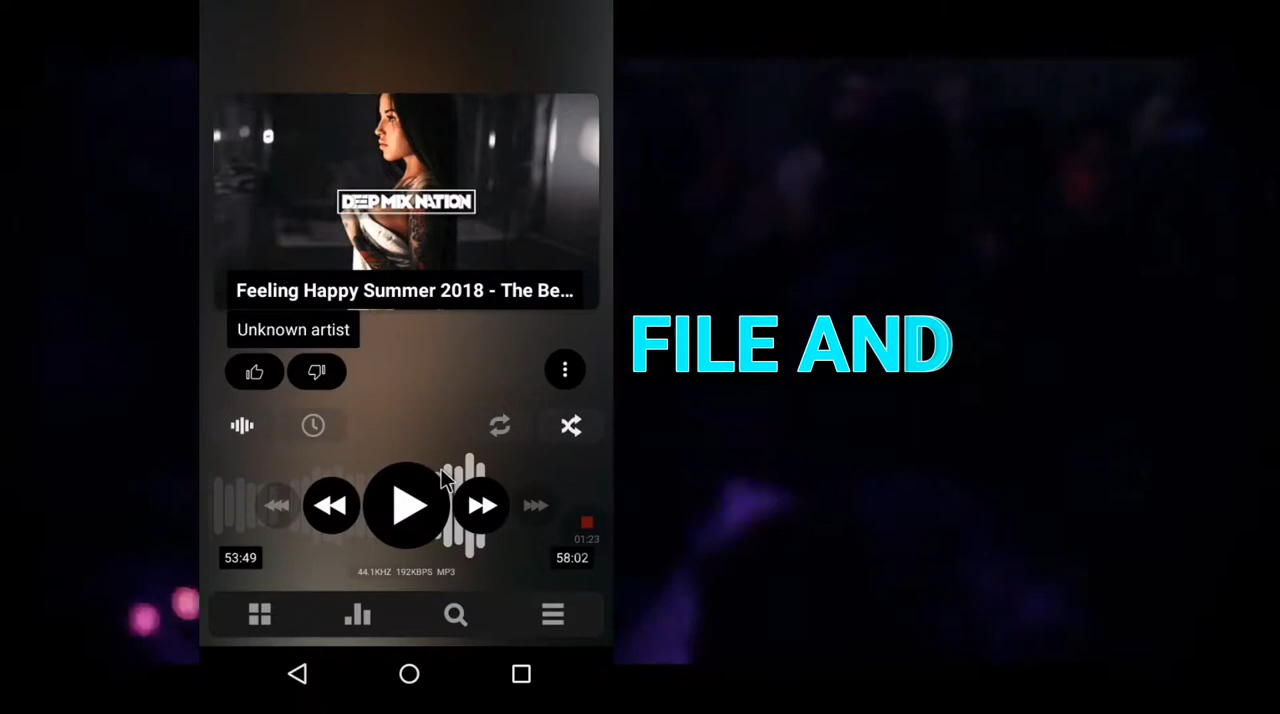 DEEP MIX NATION
Feeling Happy Summer 2018 - The Be...
Unknown artist
FILE AND
01:23
53:49
58:02
44.1KHZ 192KBPS MP3